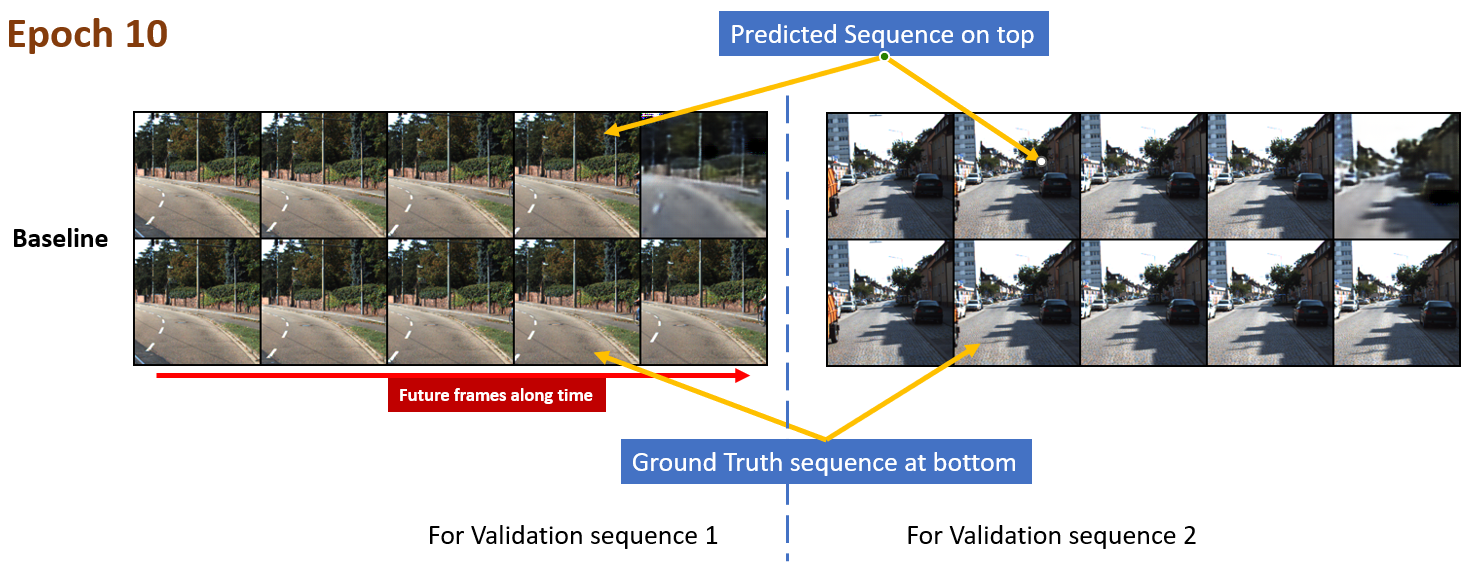 Epoch 10
Predicted Sequence on top
Baseline
Future frames along time
Ground Truth sequence at bottom
For Validation sequence 1
For Validation sequence 2